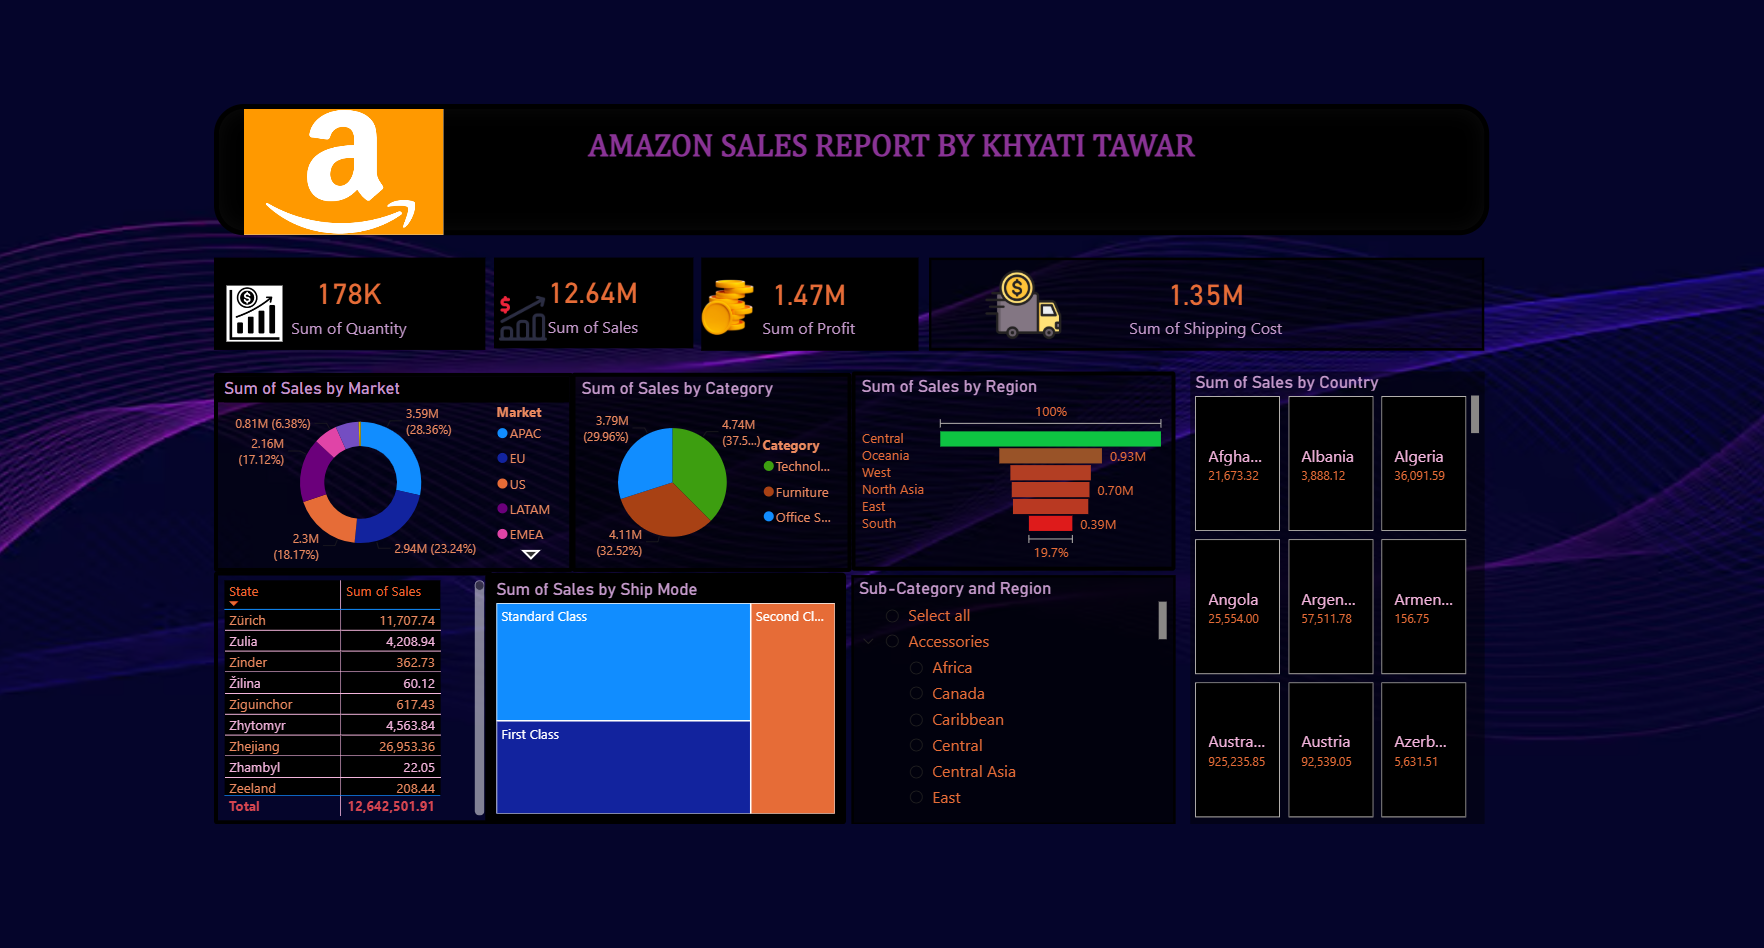 AMAZON SALES REPORT BY KHYATI TAWAR
178K
Sum of Quantity
12.64M
Sum of Sales
1.47M
Sum of Profit
1.35M
Sum of Shipping Cost
Sum of Sales by Market
0.81M (6.38%)
2.16M
(17.12%)
3.59M
(28.36%)
2.3M
(18.17%)
2.94M (23.24%)
Market
APAC
EU
US
LATAM
EMEA
Sum of Sales by Category
3.79M
(29.96%)
4.74M
(37.5...)
4.11M
(32.52%)
Category
Technol...
Furniture
Office S...
Sum of Sales by Region
100%
Central
Oceania 0.93M
West
North Asia 0.70M
East
South 0.39M
19.7%
Sum of Sales by Country
Afgha...
21,673.32
Albania
3,888.12
Algeria
36,091.59
Angola
25,554.00
Argen...
57,511.78
Armen...
156.75
Austra...
925,235.85
Austria
92,539.05
Azerb...
5,631.51
State Sum of Sales
Zürich 11,707.74
Zulia 4,208.94
Zinder 362.73
Žilina 60.12
Ziguinchor 617.43
Zhytomyr 4,563.84
Zhejiang 26,953.36
Zhambyl 22.05
Zeeland 208.44
Total 12,642,501.91
Sum of Sales by Ship Mode
Standard Class
Second Cl...
First Class
Sub-Category and Region
Select all
Accessories
Africa
Canada
Caribbean
Central
Central Asia
East